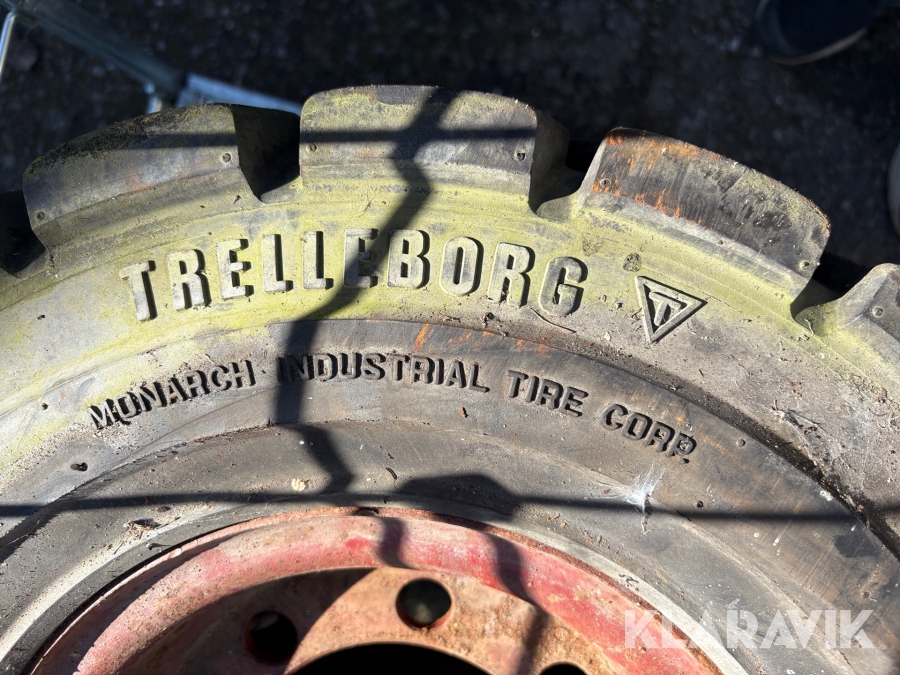 TRELLEBORG
MONARCH INDUSTRIAL TIRE CORP.
KLARAVIK